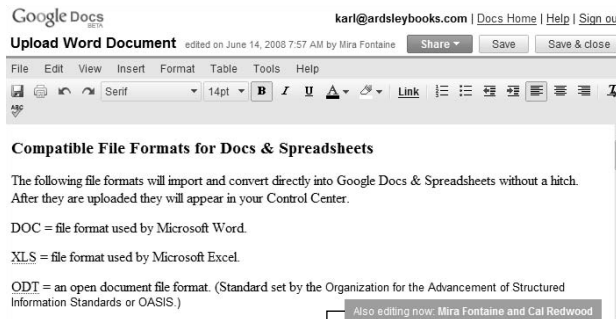 Google Docs
BETA
karl@ardsleybooks.com | Docs Home | Help | Sign ou
Upload Word Document edited on June 14, 2008 7:57 AM by Mira Fontaine Share Save Save & close
File Edit View Insert Format Table Tools Help
Serif 14pt B I U A Link
ABC
Compatible File Formats for Docs & Spreadsheets
The following file formats will import and convert directly into Google Docs & Spreadsheets without a hitch.
After they are uploaded they will appear in your Control Center.
DOC = file format used by Microsoft Word.
XLS = file format used by Microsoft Excel.
ODT = an open document file format. (Standard set by the Organization for the Advancement of Structured
Information Standards or OASIS.)
Also editing now: Mira Fontaine and Cal Redwood